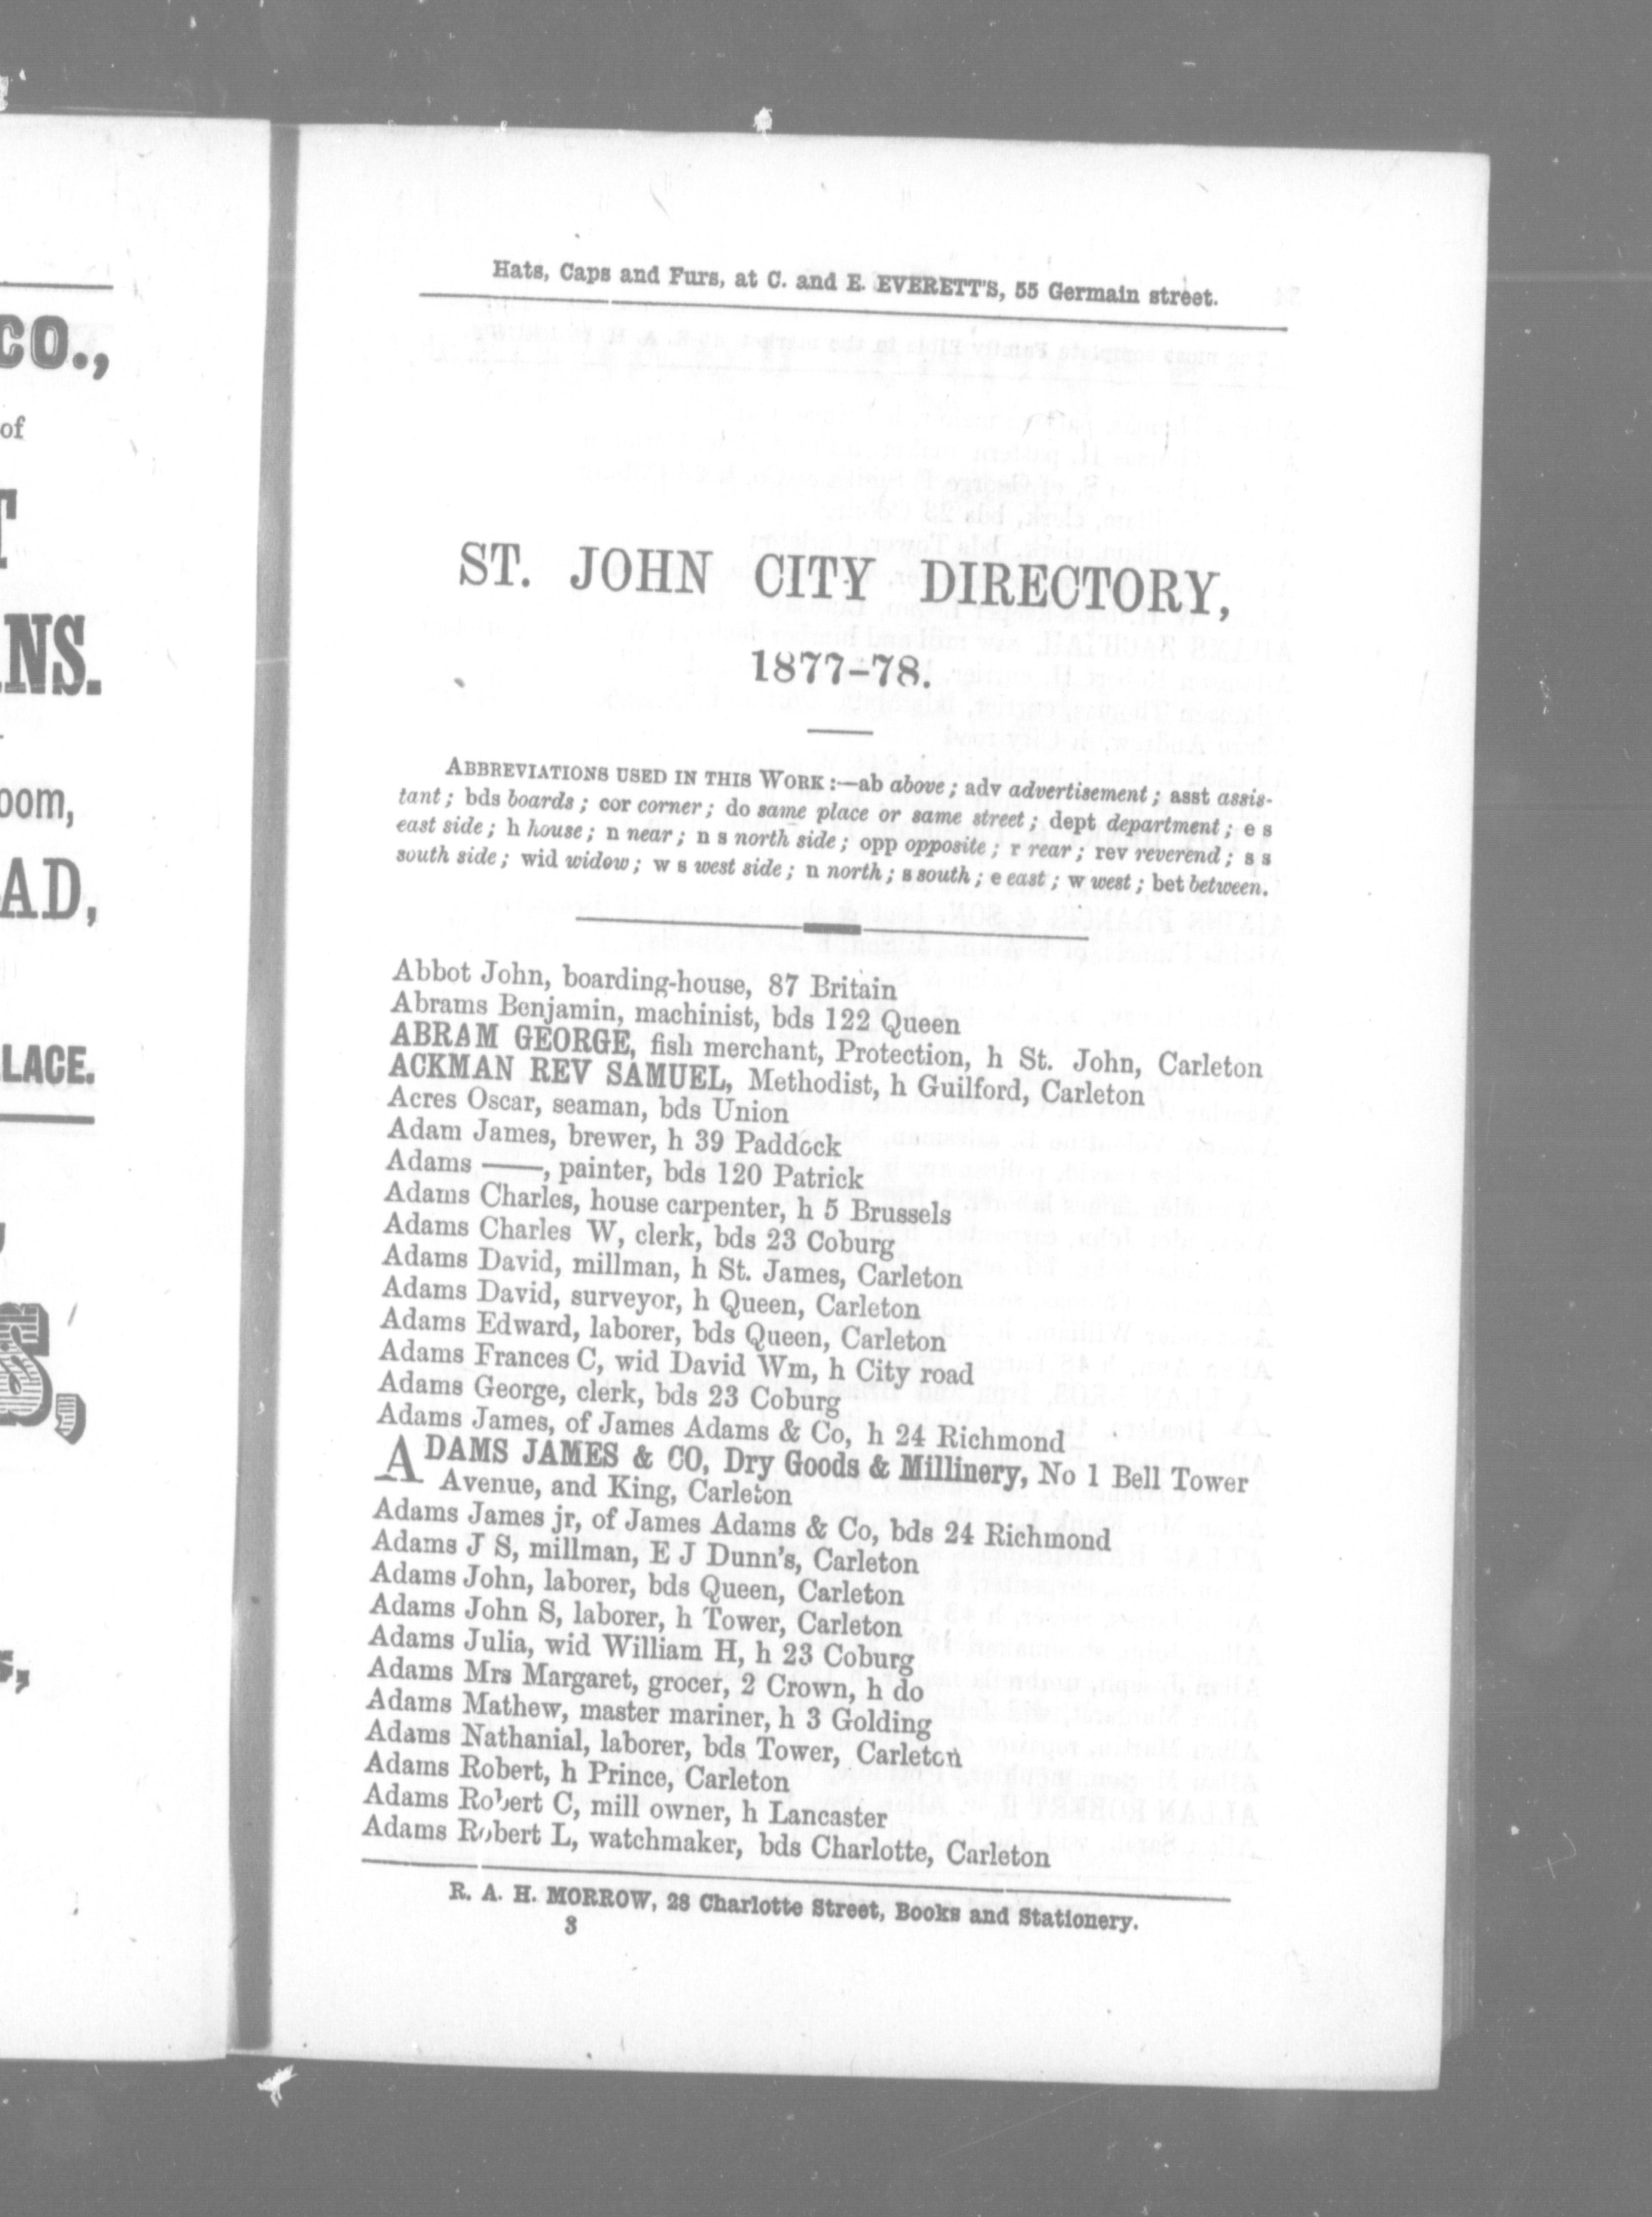 CO.,
of
T
NS.
oom,
AD,
LACE.
S,
Hats, Caps and Furs, at C. and E. EVERETT'S, 55 Germain street.
ST. JOHN CITY DIRECTORY,
1877-78.
ABBREVIATIONS USED IN THIS WORK :—ab above ; adv advertisement ; asst assis-
tant ; bds boards ; cor corner ; do same place or same street ; dept department ; e s
east side ; h house ; n near ; n s north side ; opp opposite ; r rear ; rev reverend ; s s
south side ; wid widow ; w s west side ; n north ; s south ; e east ; w west ; bet between.
Abbot John, boarding-house, 87 Britain
Abrams Benjamin, machinist, bds 122 Queen
ABRAM GEORGE, fish merchant, Protection, h St. John, Carleton
ACKMAN REV SAMUEL, Methodist, h Guilford, Carleton
Acres Oscar, seaman, bds Union
Adam James, brewer, h 39 Paddock
Adams ——, painter, bds 120 Patrick
Adams Charles, house carpenter, h 5 Brussels
Adams Charles W, clerk, bds 23 Coburg
Adams David, millman, h St. James, Carleton
Adams David, surveyor, h Queen, Carleton
Adams Edward, laborer, bds Queen, Carleton
Adams Frances C, wid David Wm, h City road
Adams George, clerk, bds 23 Coburg
Adams James, of James Adams & Co, h 24 Richmond
ADAMS JAMES & CO, Dry Goods & Millinery, No 1 Bell Tower
Avenue, and King, Carleton
Adams James jr, of James Adams & Co, bds 24 Richmond
Adams J S, millman, E J Dunn's, Carleton
Adams John, laborer, bds Queen, Carleton
Adams John S, laborer, h Tower, Carleton
Adams Julia, wid William H, h 23 Coburg
Adams Mrs Margaret, grocer, 2 Crown, h do
Adams Mathew, master mariner, h 3 Golding
Adams Nathanial, laborer, bds Tower, Carleton
Adams Robert, h Prince, Carleton
Adams Robert C, mill owner, h Lancaster
Adams Robert L, watchmaker, bds Charlotte, Carleton
R. A. H. MORROW, 28 Charlotte Street, Books and Stationery.
3